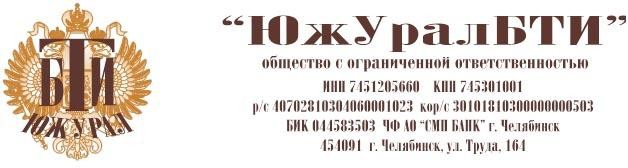 БТИ
ЮЖУРАЛ
“ЮжУралБТИ”
общество с ограниченной ответственностью
ИНН 7451205660 КПП 745301001
р/с 40702810304060001023 кор/с 30101810300000000503
БИК 044583503 ЧФ АО “СМП БАНК” г. Челябинск
454091 г. Челябинск, ул. Труда, 164